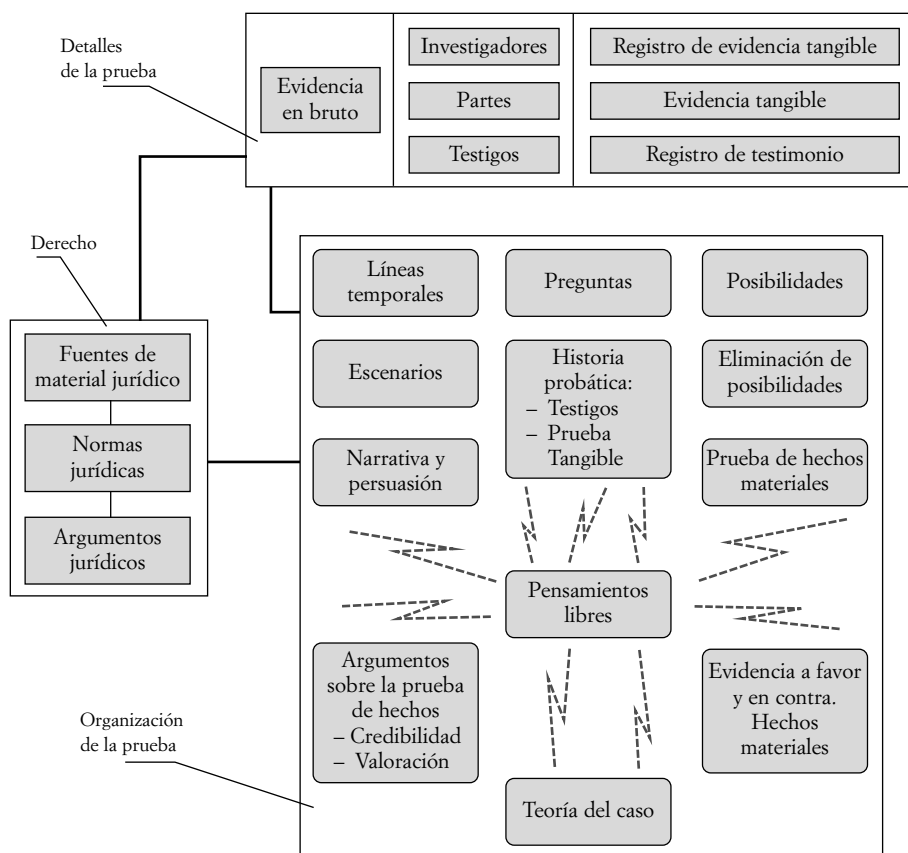 Detalles
de la prueba
Evidencia
en bruto
Investigadores
Partes
Testigos
Registro de evidencia tangible
Evidencia tangible
Registro de testimonio
Derecho
Fuentes de
material jurídico
Normas
jurídicas
Argumentos
jurídicos
Líneas
temporales
Preguntas
Posibilidades
Escenarios
Historia
probática:
– Testigos
– Prueba
Tangible
Eliminación de
posibilidades
Narrativa y
persuasión
Prueba de hechos
materiales
Pensamientos
libres
Argumentos
sobre la prueba
de hechos
– Credibilidad
– Valoración
Evidencia a favor
y en contra.
Hechos
materiales
Organización
de la prueba
Teoría del caso